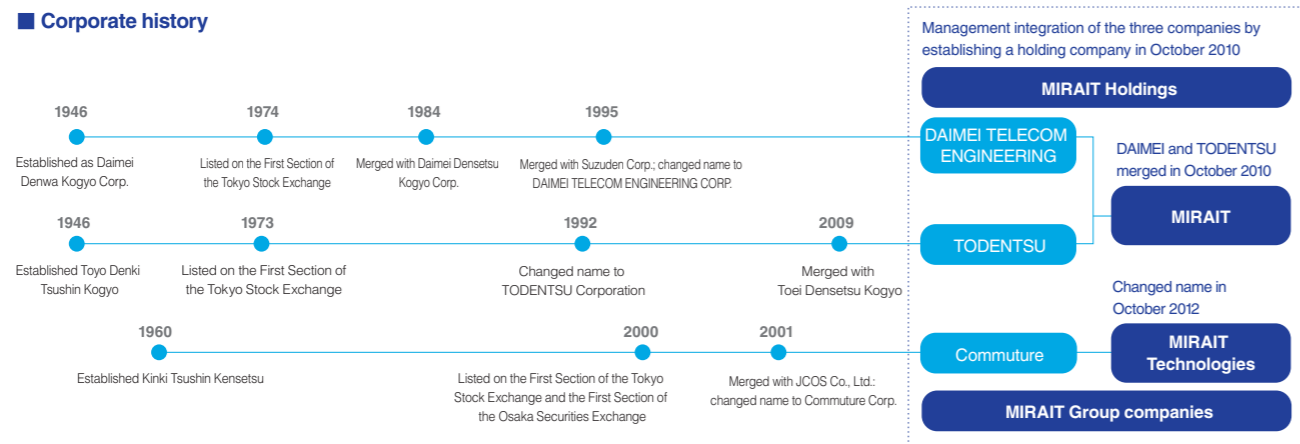 Corporate history
Management integration of the three companies by
establishing a holding company in October 2010
MIRAIT Holdings
1946
1974
1984
1995
Established as Daimei
Denwa Kogyo Corp.
Listed on the First Section of
the Tokyo Stock Exchange
Merged with Daimei Densetsu
Kogyo Corp.
Merged with Suzuden Corp.; changed name to
DAIMEI TELECOM ENGINEERING CORP.
DAIMEI TELECOM
ENGINEERING
DAIMEI and TODENTSU
merged in October 2010
MIRAIT
1946
1973
1992
2009
Established Toyo Denki
Tsushin Kogyo
Listed on the First Section of
the Tokyo Stock Exchange
Changed name to
TODENTSU Corporation
Merged with
Toei Densetsu Kogyo
TODENTSU
Changed name in
October 2012
1960
2000
2001
Established Kinki Tsushin Kensetsu
Listed on the First Section of the Tokyo
Stock Exchange and the First Section of
the Osaka Securities Exchange
Merged with JCOS Co., Ltd.:
changed name to Commuture Corp.
Commuture
MIRAIT
Technologies
MIRAIT Group companies